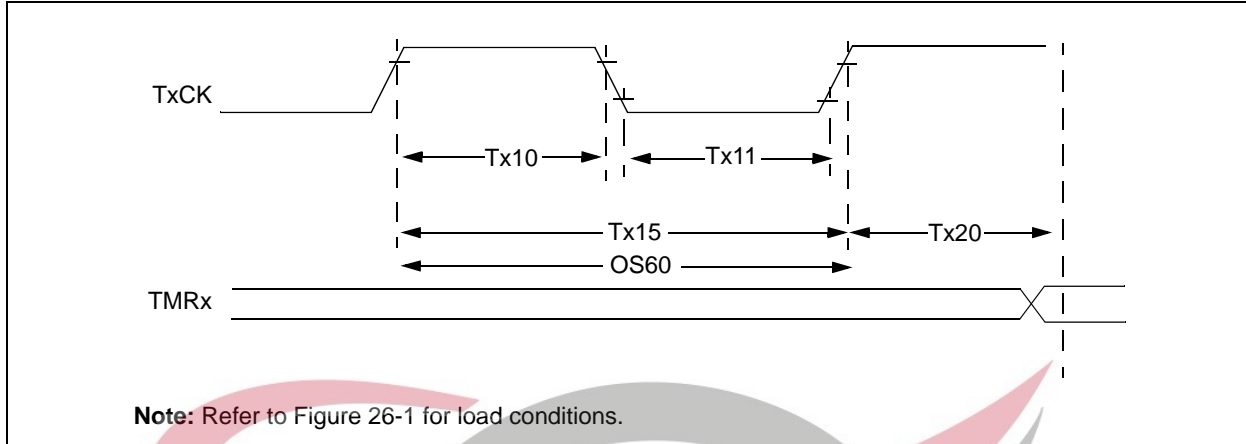 TxCK
Tx10
Tx11
Tx15
Tx20
OS60
TMRx
Note: Refer to Figure 26-1 for load conditions.